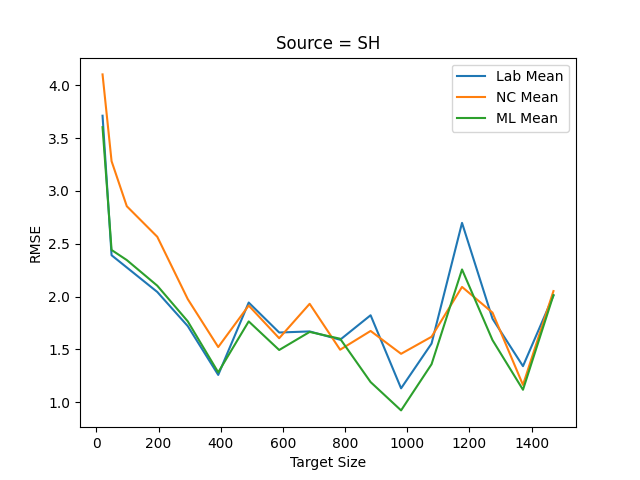 Source = SH
Lab Mean
NC Mean
ML Mean
RMSE
4.0
3.5
3.0
2.5
2.0
1.5
1.0
0 200 400 600 800 1000 1200 1400
Target Size